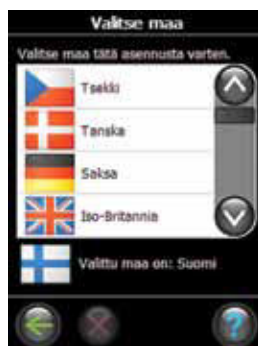 Valitse maa
Valitse maa tätä asennusta varten.
Tsekki
Tanska
Saksa
Iso-Britannia
Valittu maa on: Suomi
?